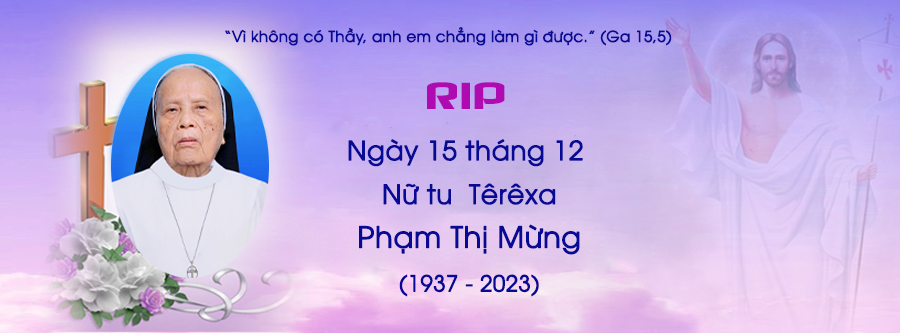 “Vì không có Thầy, anh em chẳng làm gì được.” (Ga 15,5)
RIP
Ngày 15 tháng 12
Nữ tu Têrêxa
Phạm Thị Mừng
(1937 - 2023)